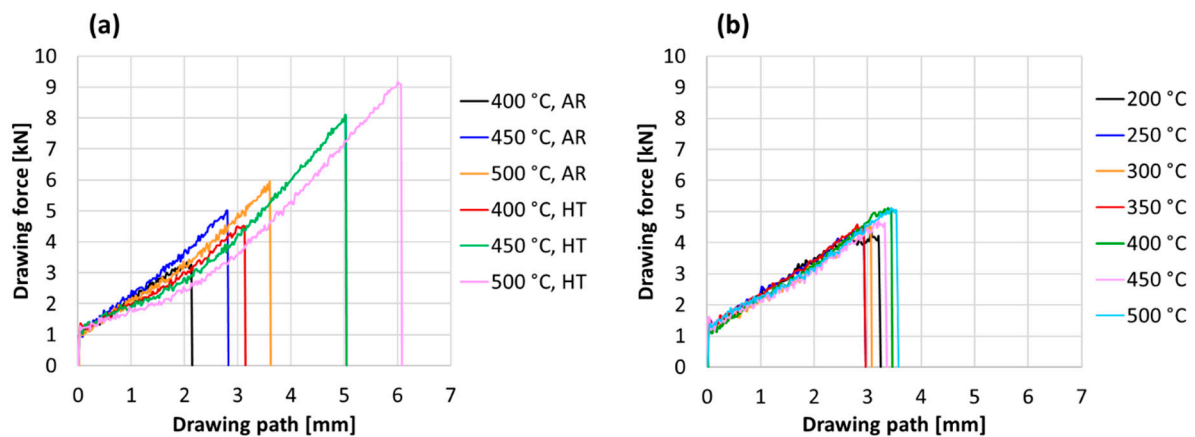 (a)
Drawing force [kN]
10
9
8
7
6
5
4
3
2
1
0
0 1 2 3 4 5 6 7
Drawing path [mm]
400 °C, AR
450 °C, AR
500 °C, AR
400 °C, HT
450 °C, HT
500 °C, HT
(b)
Drawing force [kN]
10
9
8
7
6
5
4
3
2
1
0
0 1 2 3 4 5 6 7
Drawing path [mm]
200 °C
250 °C
300 °C
350 °C
400 °C
450 °C
500 °C